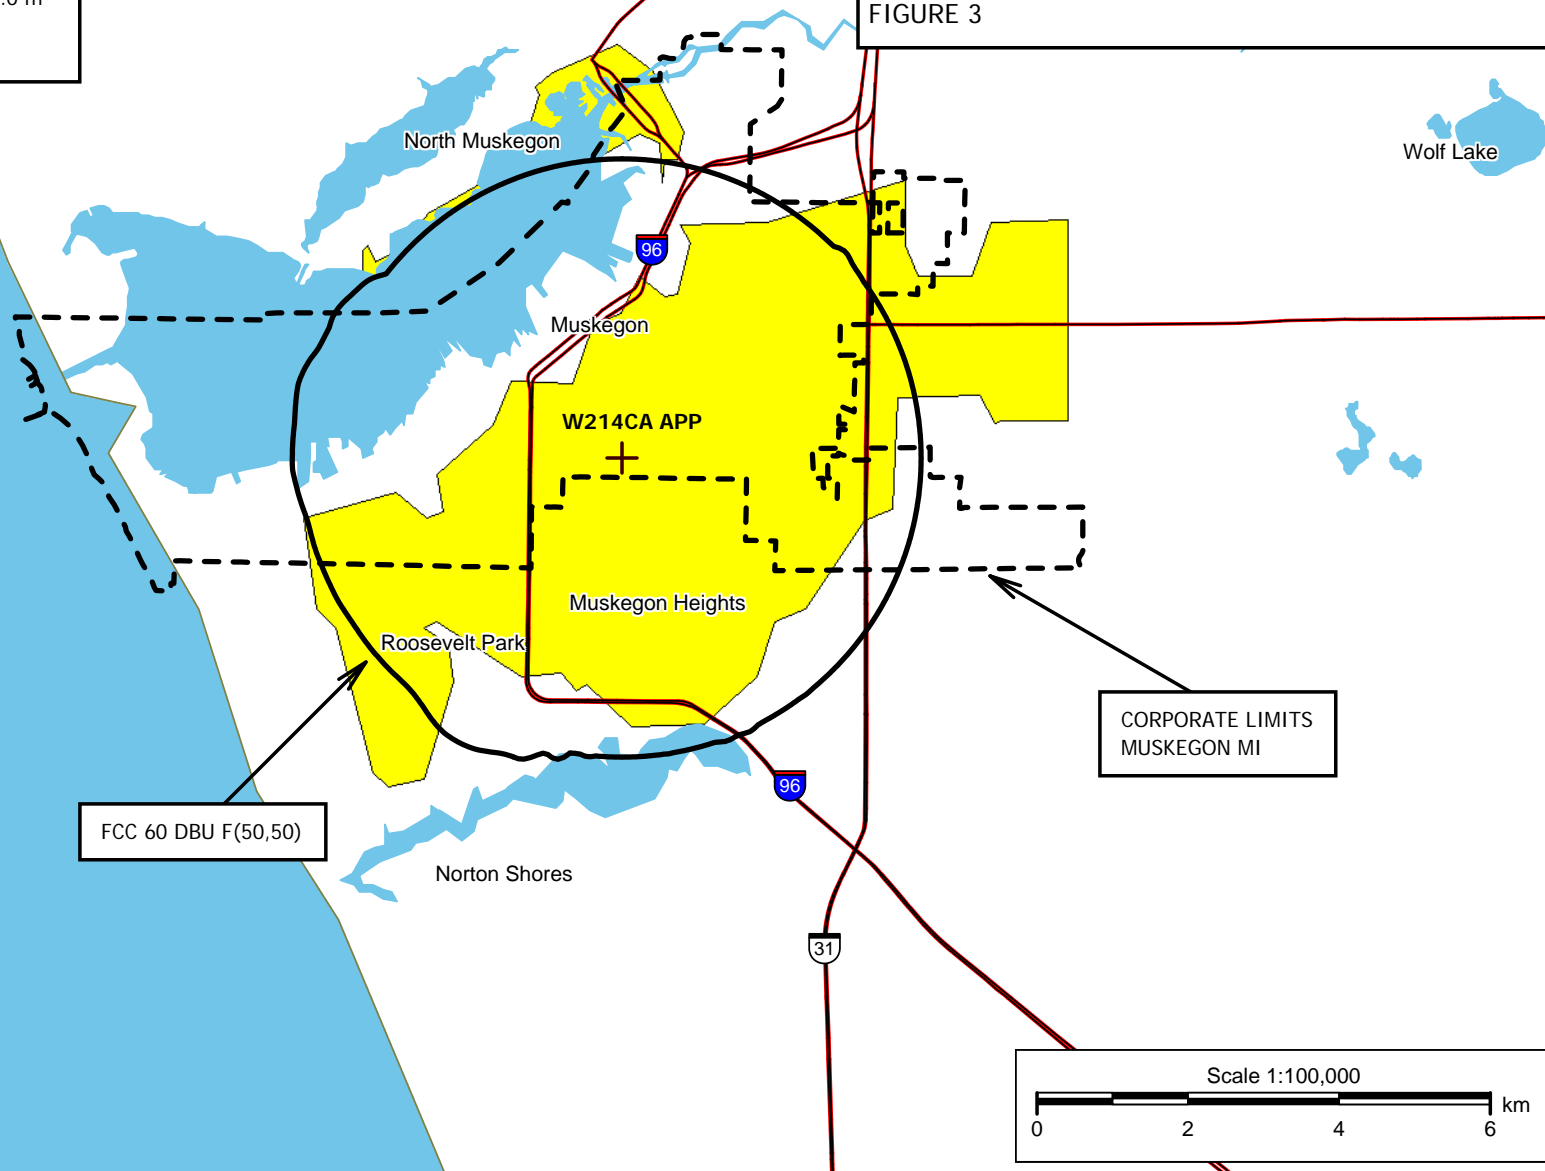 FIGURE 3
North Muskegon
Wolf Lake
96
Muskegon
W214CA APP
Muskegon Heights
Roosevelt Park
CORPORATE LIMITS
MUSKEGON MI
96
FCC 60 DBU F(50,50)
Norton Shores
31
Scale 1:100,000
km
0 2 4 6